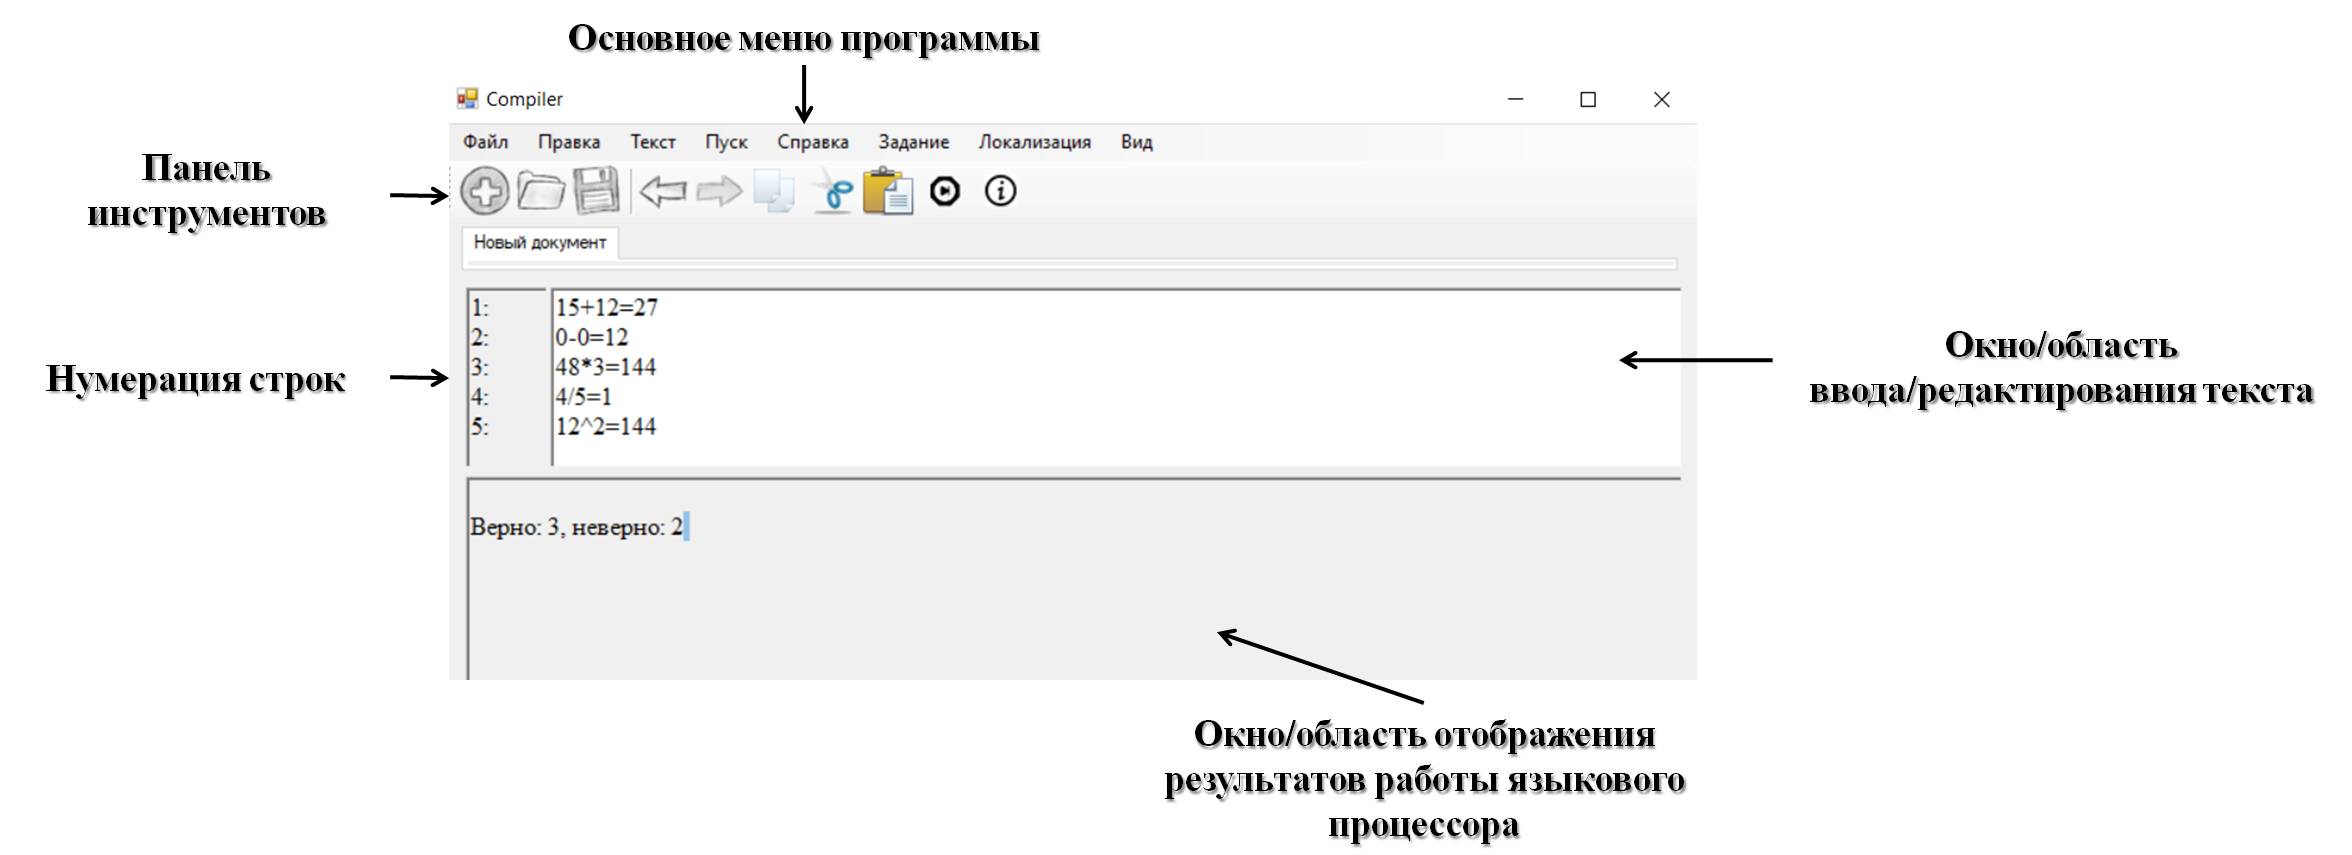 Основное меню программы
Compiler
Файл Правка Текст Пуск Справка Задание Локализация Вид
Панель
инструментов
Новый документ
1: 15+12=27
2: 0-0=12
3: 48*3=144
4: 4/5=1
5: 12^2=144
Нумерация строк
Окно/область
ввода/редактирования текста
Верно: 3, неверно: 2
Окно/область отображения
результатов работы языкового
процессора